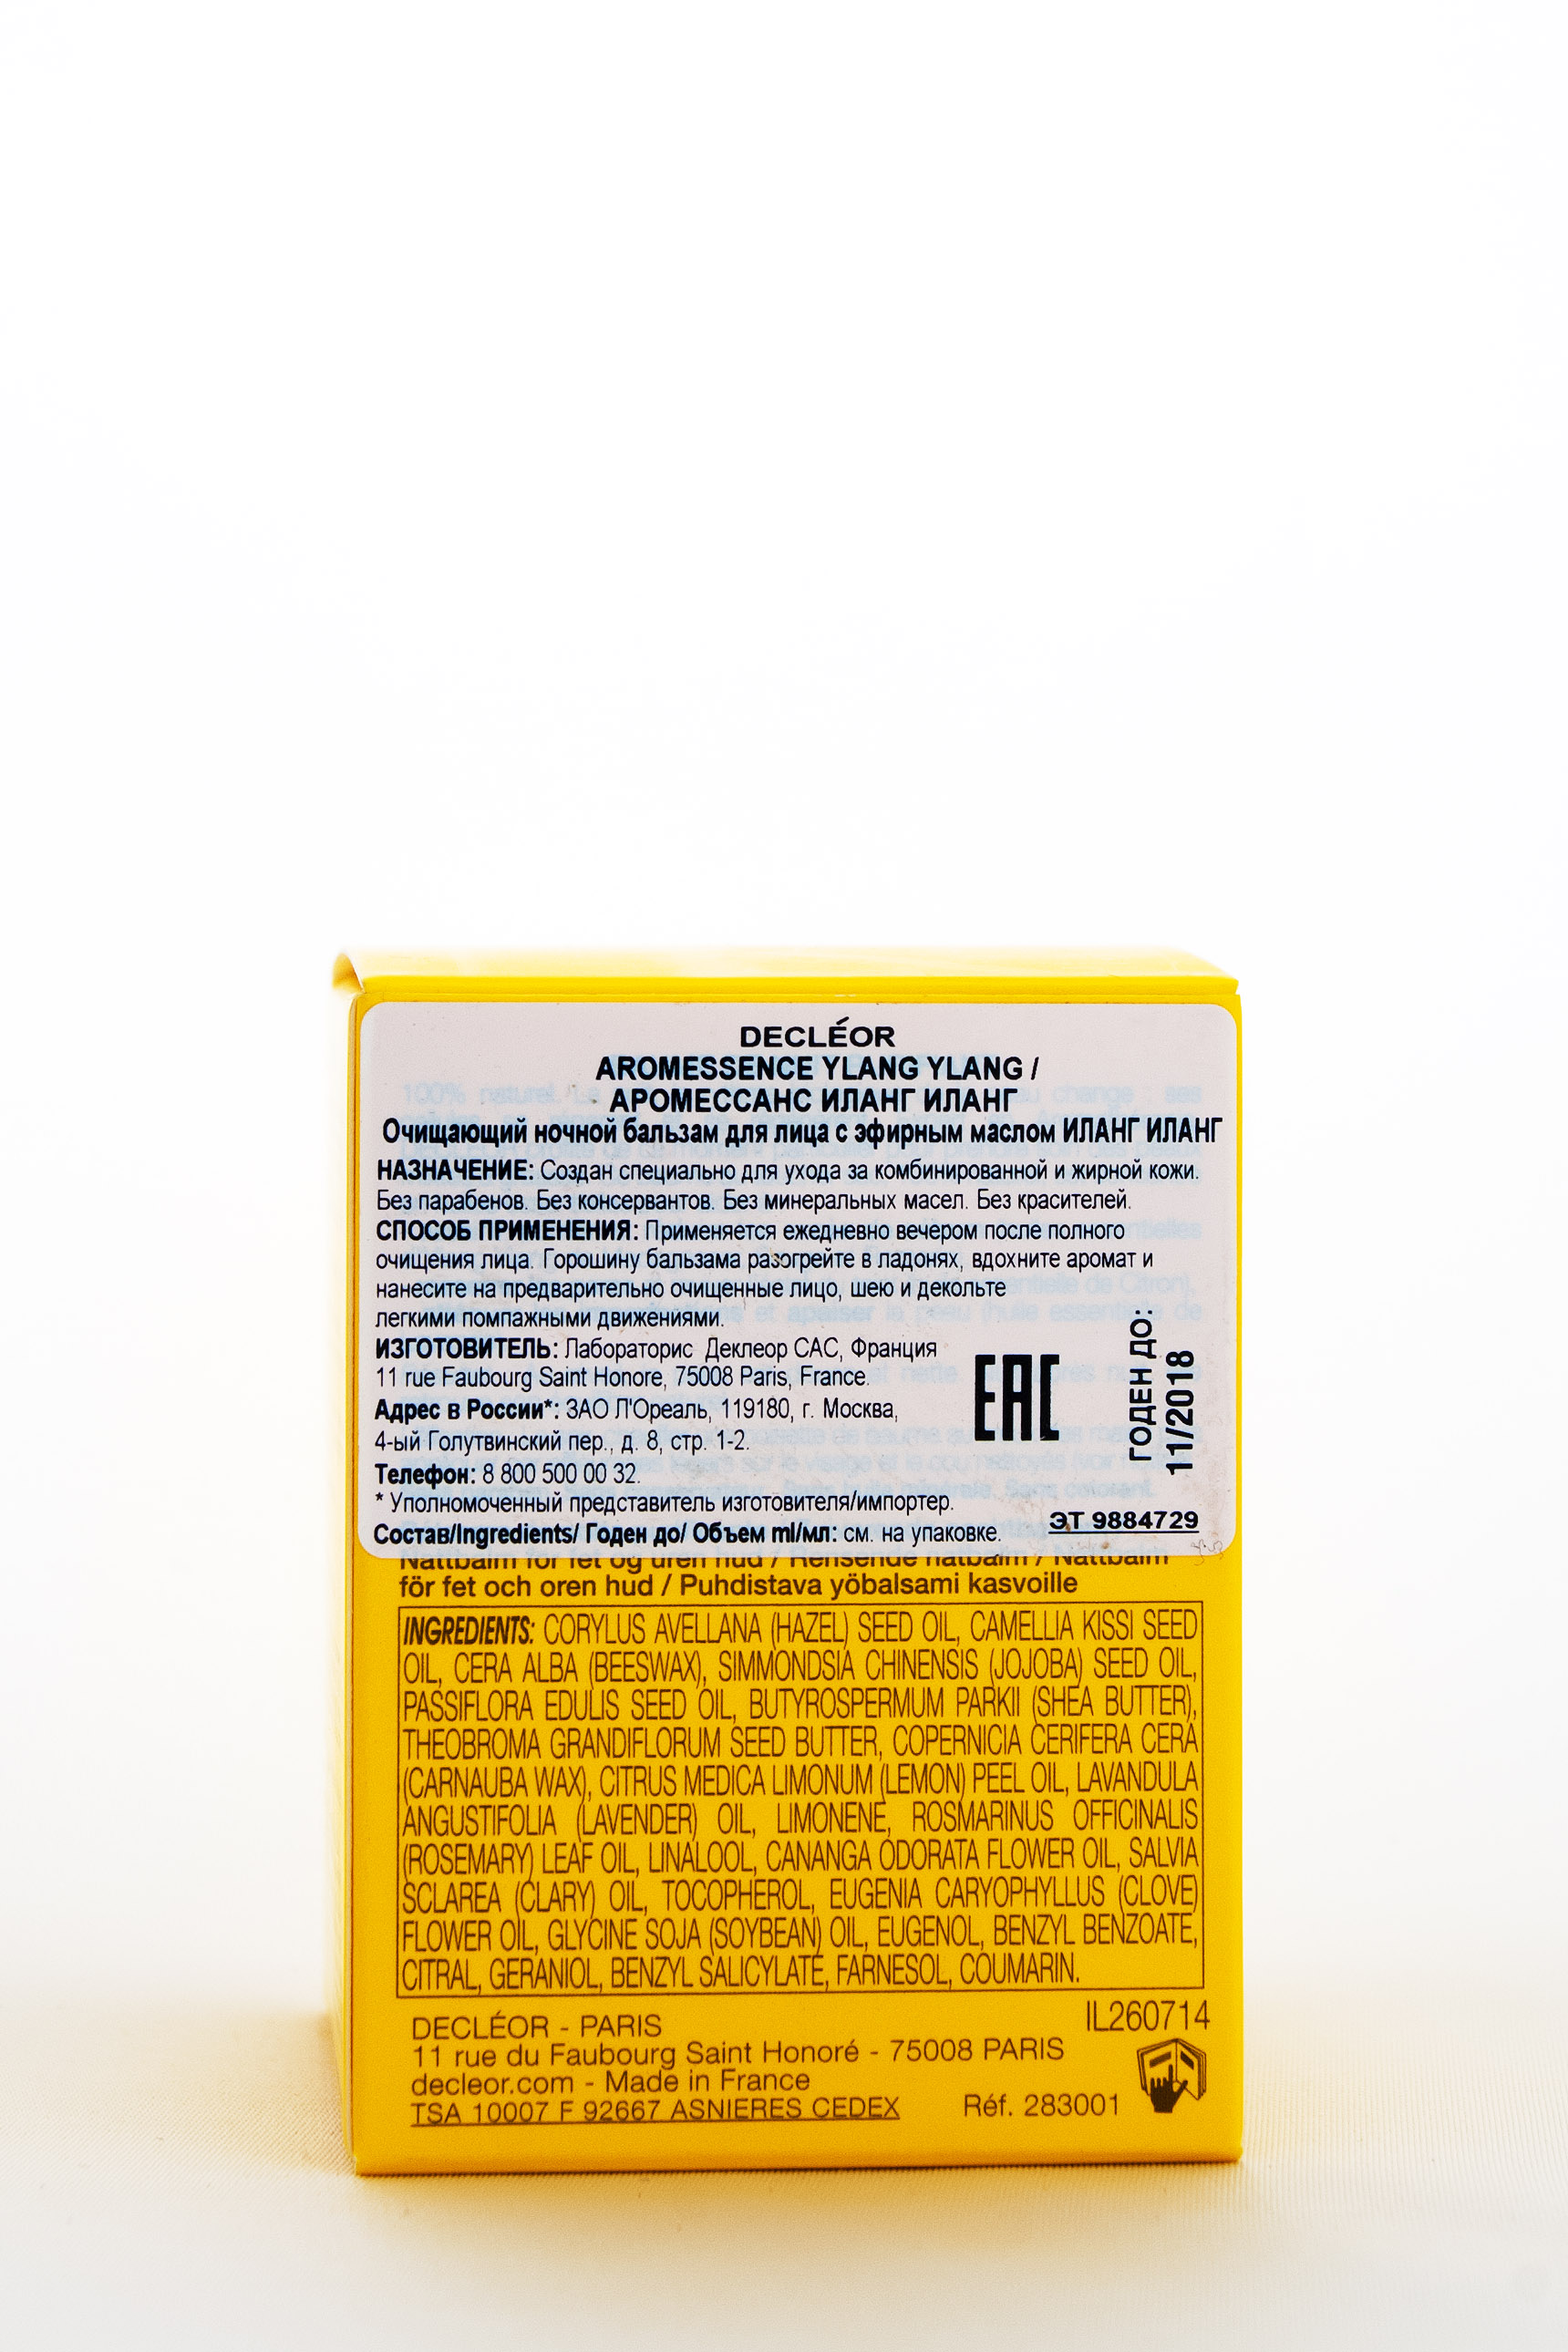 DECLÉOR
AROMESSENCE YLANG YLANG /
АРОМЕССАНС ИЛАНГ ИЛАНГ
Очищающий ночной бальзам для лица с эфирным маслом ИЛАНГ ИЛАНГ
НАЗНАЧЕНИЕ: Создан специально для ухода за комбинированной и жирной кожи.
Без парабенов. Без консервантов. Без минеральных масел. Без красителей.
СПОСОБ ПРИМЕНЕНИЯ: Применяется ежедневно вечером после полного
очищения лица. Горошину бальзама разогрейте в ладонях, вдохните аромат и
нанесите на предварительно очищенные лицо, шею и декольте
легкими помпажными движениями.
ИЗГОТОВИТЕЛЬ: Лабораторис Деклеор САС, Франция
11 rue Faubourg Saint Honore, 75008 Paris, France.
Адрес в России*: ЗАО Л'Ореаль, 119180, г. Москва,
4-ый Голутвинский пер., д. 8, стр. 1-2.
Телефон: 8 800 500 00 32.
* Уполномоченный представитель изготовителя/импортер.
Состав/Ingredients/ Годен до/ Объем ml/мл: см. на упаковке.
EAC
ГОДЕН ДО:
11/2018
ЭТ 9884729
Nattbalm for fet og uren hud / Rensende natbalm / Nattbalm
för fet och oren hud / Puhdistava yöbalsami kasvoille
INGREDIENTS: CORYLUS AVELLANA (HAZEL) SEED OIL, CAMELLIA KISSI SEED
OIL, CERA ALBA (BEESWAX), SIMMONDSIA CHINENSIS (JOJOBA) SEED OIL,
PASSIFLORA EDULIS SEED OIL, BUTYROSPERMUM PARKII (SHEA BUTTER),
THEOBROMA GRANDIFLORUM SEED BUTTER, COPERNICIA CERIFERA CERA
(CARNAUBA WAX), CITRUS MEDICA LIMONUM (LEMON) PEEL OIL, LAVANDULA
ANGUSTIFOLIA (LAVENDER) OIL, LIMONENE, ROSMARINUS OFFICINALIS
(ROSEMARY) LEAF OIL, LINALOOL, CANANGA ODORATA FLOWER OIL, SALVIA
SCLAREA (CLARY) OIL, TOCOPHEROL, EUGENIA CARYOPHYLLUS (CLOVE)
FLOWER OIL, GLYCINE SOJA (SOYBEAN) OIL, EUGENOL, BENZYL BENZOATE,
CITRAL, GERANIOL, BENZYL SALICYLATE, FARNESOL, COUMARIN.
IL260714
DECLÉOR - PARIS
11 rue du Faubourg Saint Honoré - 75008 PARIS
decleor.com - Made in France
TSA 10007 F 92667 ASNIERES CEDEX
Réf. 283001